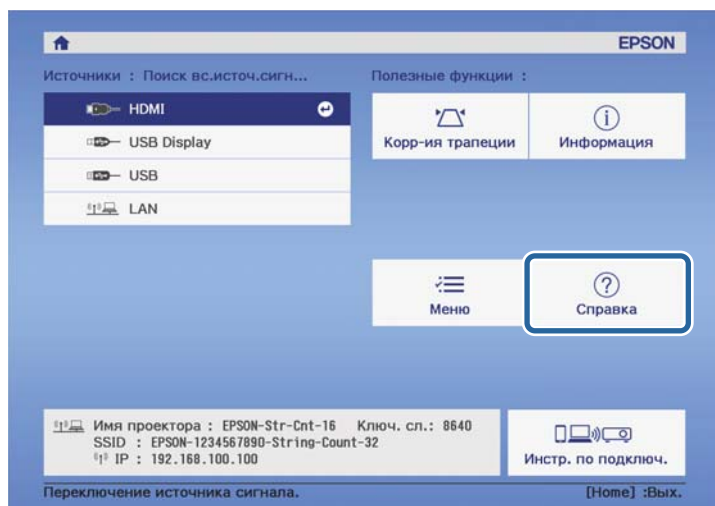 EPSON
Источники : Поиск вс.источ.сигн...
HDMI
USB Display
USB
LAN
Полезные функции :
Корр-ия трапеции
Информация
Меню
Справка
Имя проектора : EPSON-Str-Cnt-16 Ключ. сл.: 8640
SSID : EPSON-1234567890-String-Count-32
IP : 192.168.100.100
Инстр. по подключ.
Переключение источника сигнала.
[Home] :Вых.